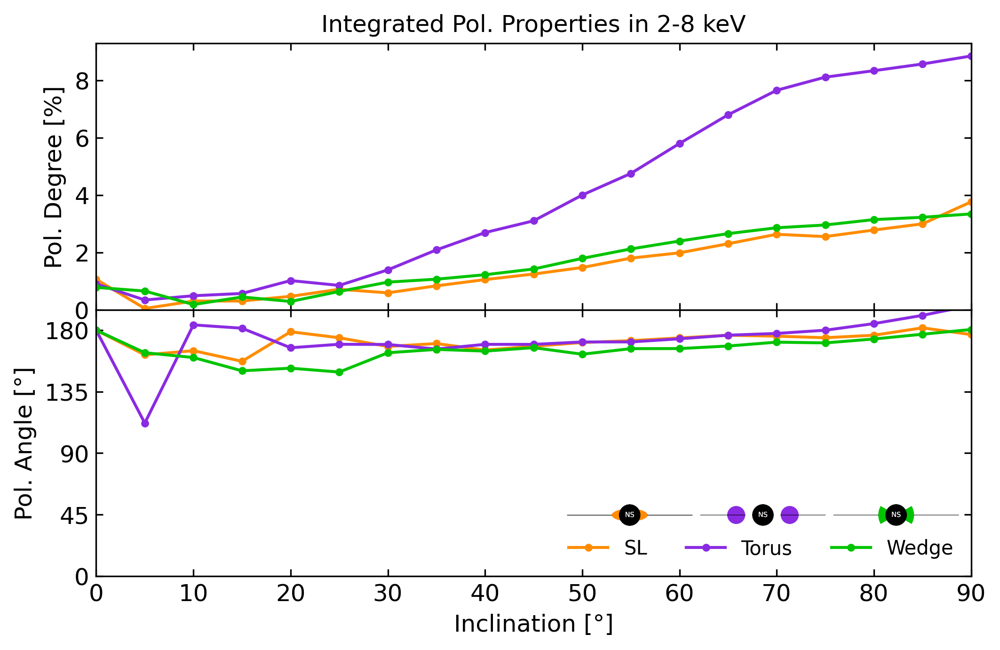 Integrated Pol. Properties in 2-8 keV
Pol. Degree [%]
8
6
4
2
0
Pol. Angle [°]
180
135
90
45
0
NS
NS
NS
SL
Torus
Wedge
0
10
20
30
40
50
60
70
80
90
Inclination [°]